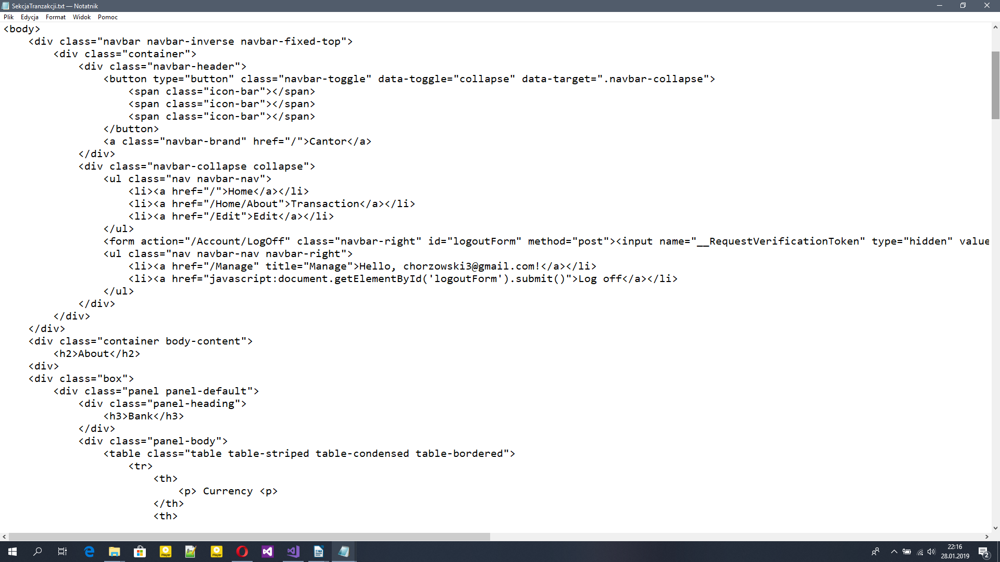 SekcjaTranzakcji.txt — Notatnik
Plik Edycja Format Widok Pomoc
<body>
    <div class="navbar navbar-inverse navbar-fixed-top">
        <div class="container">
            <div class="navbar-header">
                <button type="button" class="navbar-toggle" data-toggle="collapse" data-target=".navbar-collapse">
                    <span class="icon-bar"></span>
                    <span class="icon-bar"></span>
                    <span class="icon-bar"></span>
                </button>
                <a class="navbar-brand" href="/">Cantor</a>
            </div>
            <div class="navbar-collapse collapse">
                <ul class="nav navbar-nav">
                    <li><a href="/">Home</a></li>
                    <li><a href="/Home/About">Transaction</a></li>
                    <li><a href="/Edit">Edit</a></li>
                </ul>
                <form action="/Account/LogOff" class="navbar-right" id="logoutForm" method="post"><input name="__RequestVerificationToken" type="hidden" value
                <ul class="nav navbar-nav navbar-right">
                    <li><a href="/Manage" title="Manage">Hello, chorzowski3@gmail.com!</a></li>
                    <li><a href="javascript:document.getElementById('logoutForm').submit()">Log off</a></li>
                </ul>
            </div>
        </div>
    </div>
    <div class="container body-content">
        <h2>About</h2>
    <div>
    <div class="box">
        <div class="panel panel-default">
            <div class="panel-heading">
                <h3>Bank</h3>
            </div>
            <div class="panel-body">
                <table class="table table-striped table-condensed table-bordered">
                    <tr>
                        <th>
                            <p> Currency <p>
                        </th>
                        <th>
Player
Player
22:16
28.01.2019
2